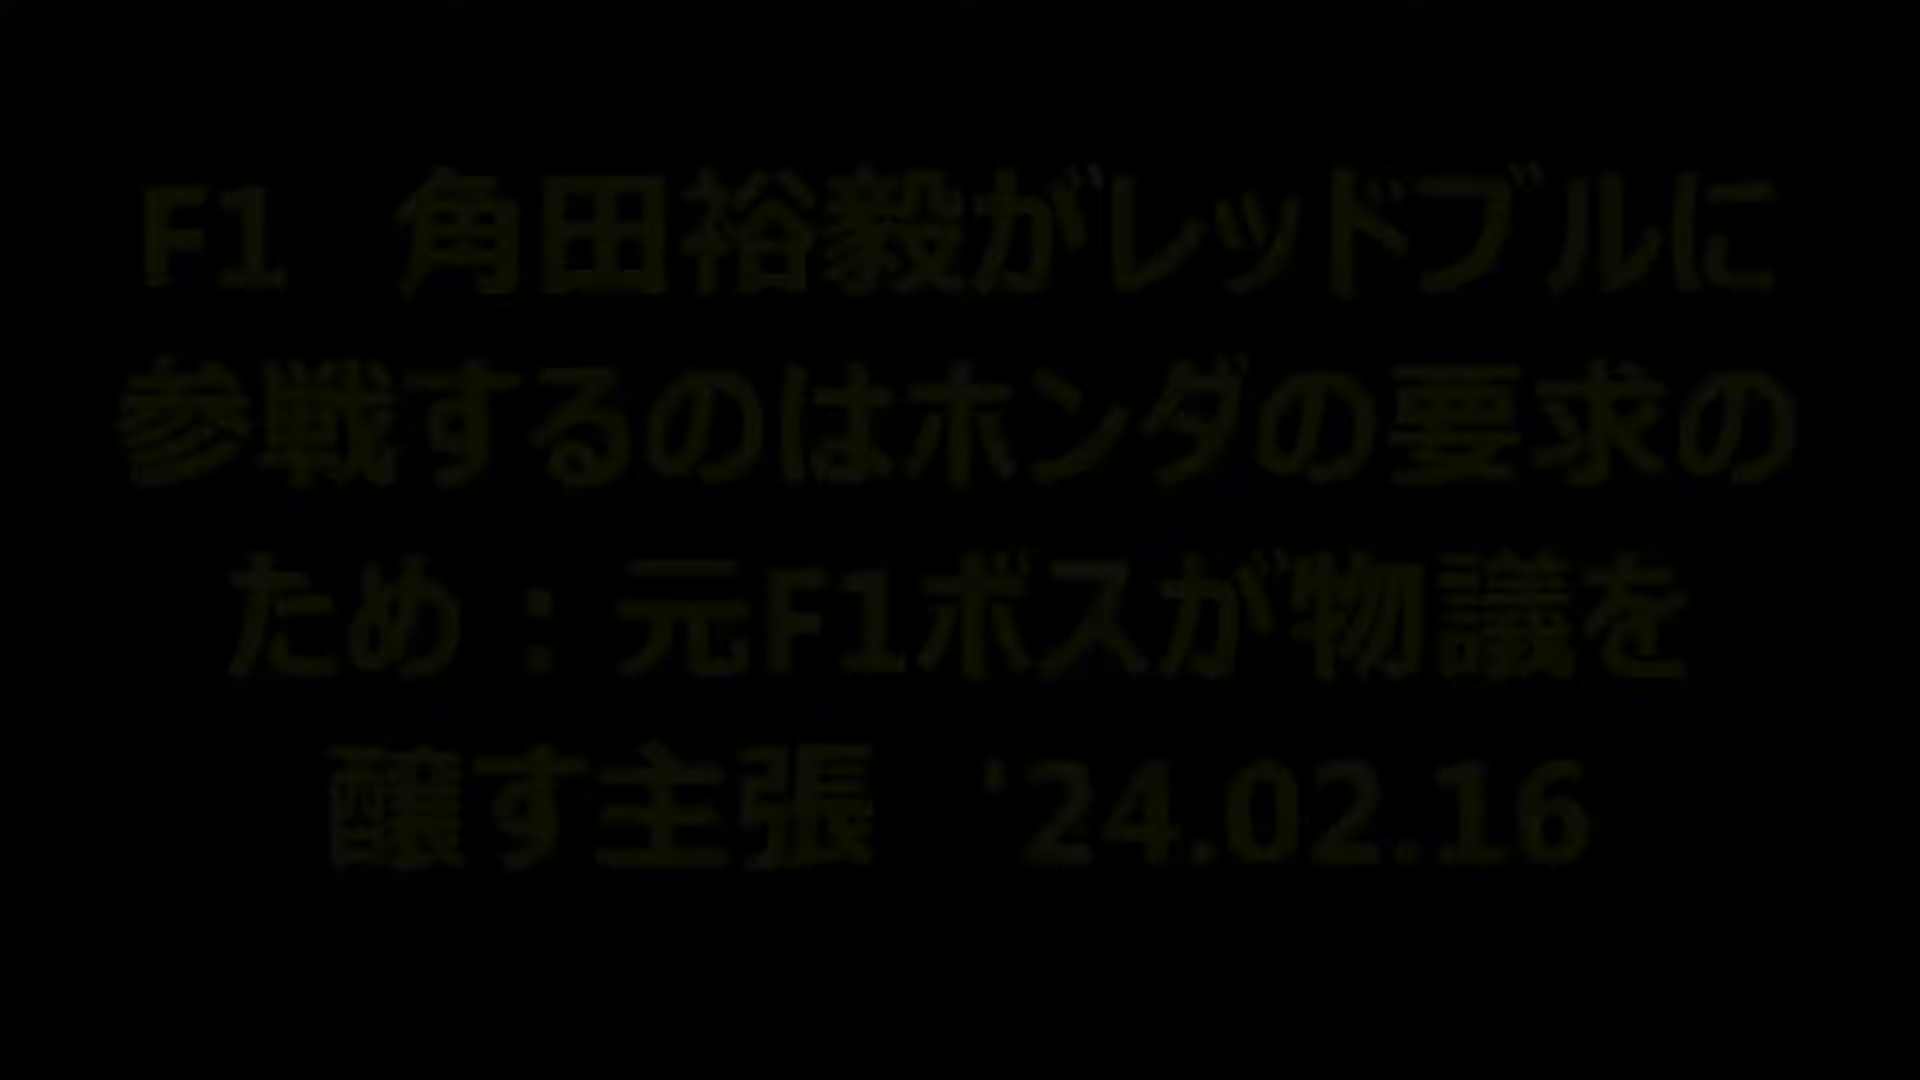 F1　角田裕毅がレッドブルに
参戦するのはホンダの要求の
ため：元F1ボスが物議を
醸す主張　'24.02.16